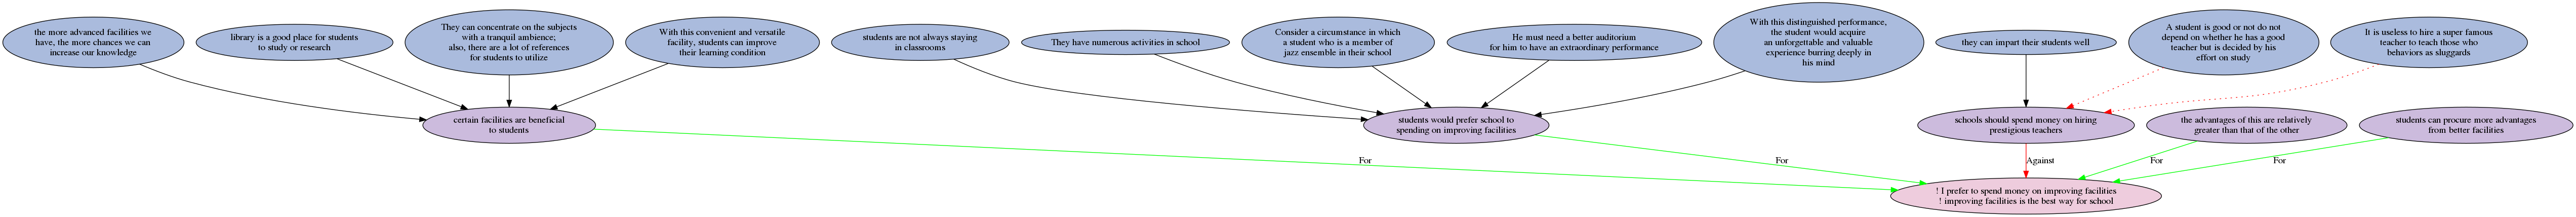 the more advanced facilities we
have, the more chances we can
increase our knowledge
library is a good place for students
to study or research
They can concentrate on the subjects
with a tranquil ambience;
also, there are a lot of references
for students to utilize
With this convenient and versatile
facility, students can improve
their learning condition
students are not always staying
in classrooms
They have numerous activities in school
Consider a circumstance in which
a student who is a member of
jazz ensemble in their school
He must need a better auditorium
for him to have an extraordinary performance
With this distinguished performance,
the student would acquire
an unforgettable and valuable
experience burring deeply in
his mind
they can impart their students well
A student is good or not do not
depend on whether he has a good
teacher but is decided by his
effort on study
It is useless to hire a super famous
teacher to teach those who
behaviors as sluggards
certain facilities are beneficial
to students
students would prefer school to
spending on improving facilities
schools should spend money on hiring
prestigious teachers
the advantages of this are relatively
greater than that of the other
students can procure more advantages
from better facilities
For
For
Against
For
For
! I prefer to spend money on improving facilities
! improving facilities is the best way for school